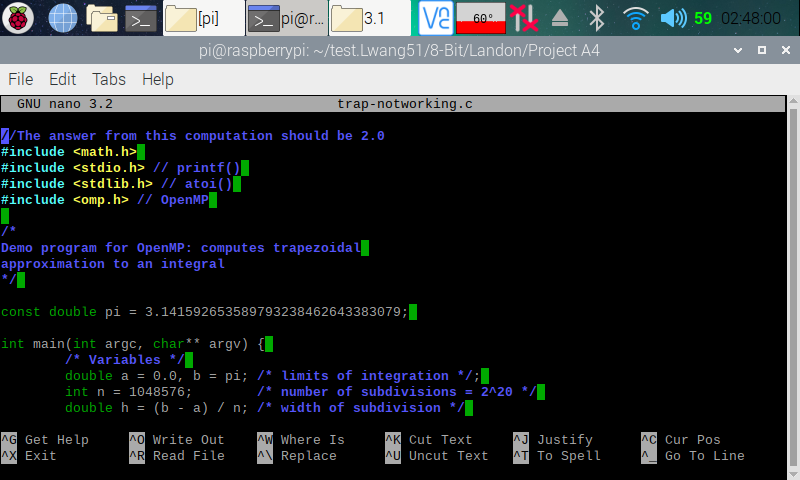 [pi]
pi@r...
3.1
V2
60°
59
02:48:00
pi@raspberrypi: ~/test.Lwang51/8-Bit/Landon/Project A4
File Edit Tabs Help
GNU nano 3.2 trap-notworking.c
//The answer from this computation should be 2.0
#include <math.h>
#include <stdio.h> // printf()
#include <stdlib.h> // atoi()
#include <omp.h> // OpenMP
/*
Demo program for OpenMP: computes trapezoidal
approximation to an integral
*/
const double pi = 3.141592653589793238462643383079;
int main(int argc, char** argv) {
/* Variables */
double a = 0.0, b = pi; /* limits of integration */;
int n = 1048576; /* number of subdivisions = 2^20 */
double h = (b - a) / n; /* width of subdivision */
^G Get Help ^O Write Out ^W Where Is ^K Cut Text ^J Justify ^C Cur Pos
^X Exit ^R Read File ^\ Replace ^U Uncut Text ^T To Spell ^_ Go To Line